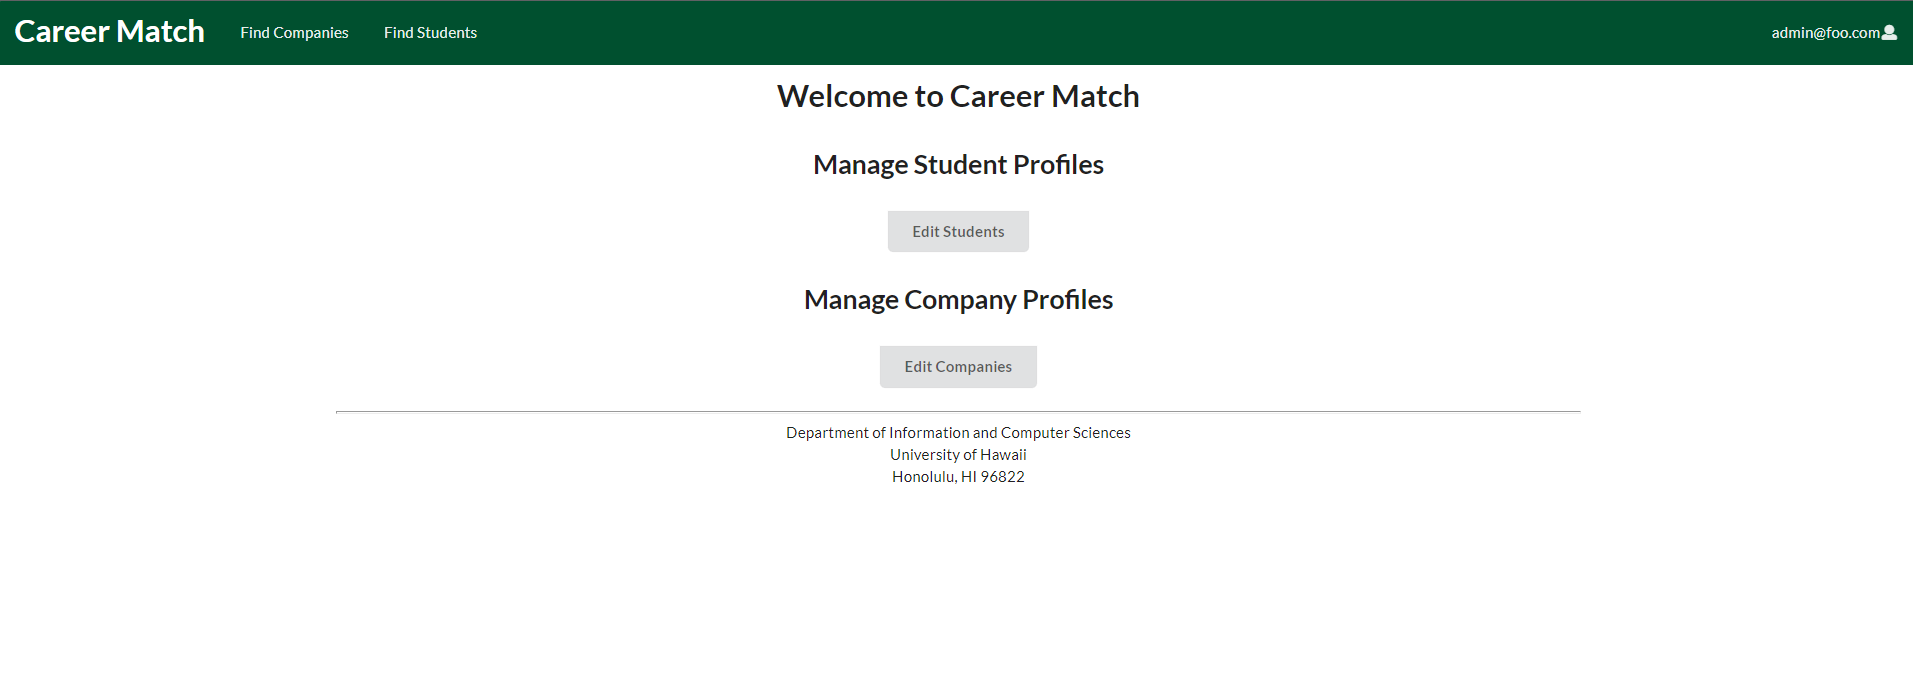 Career Match Find Companies Find Students admin@foo.com
Welcome to Career Match
Manage Student Profiles
Edit Students
Manage Company Profiles
Edit Companies
Department of Information and Computer Sciences
University of Hawaii
Honolulu, HI 96822